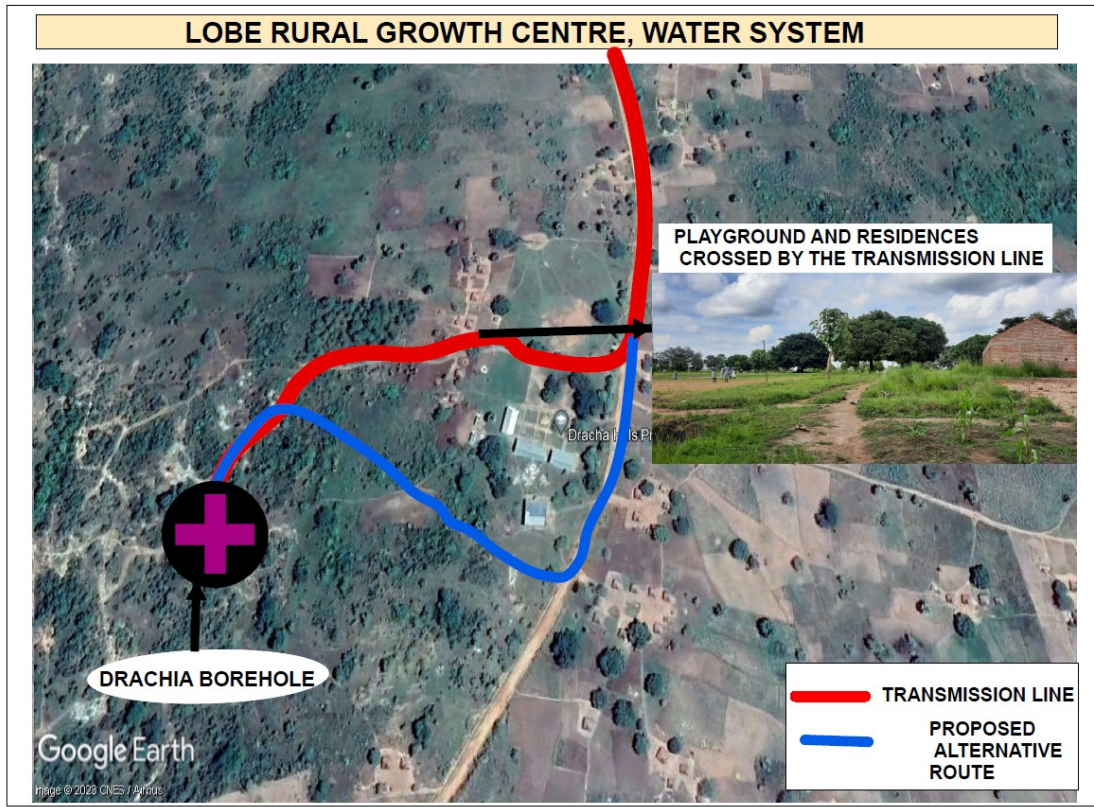 LOBE RURAL GROWTH CENTRE, WATER SYSTEM
PLAYGROUND AND RESIDENCES
CROSSED BY THE TRANSMISSION LINE
Dracha
DRACHIA BOREHOLE
TRANSMISSION LINE
PROPOSED
ALTERNATIVE
ROUTE
Google Earth
Image © 2023 CNES / Airbus